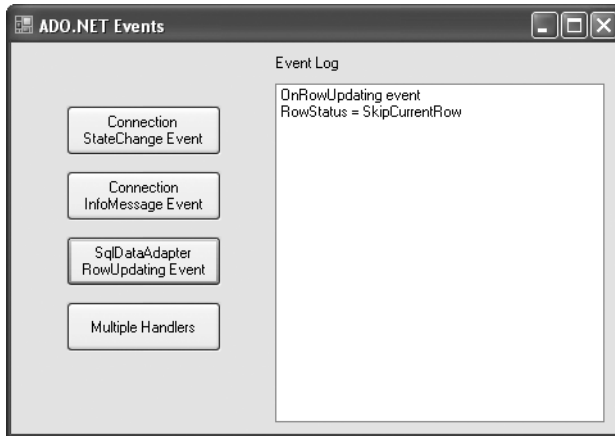 ADO.NET Events
Event Log
OnRowUpdating event
RowStatus = SkipCurrentRow
Connection
StateChange Event
Connection
InfoMessage Event
SqlDataAdapter
RowUpdating Event
Multiple Handlers